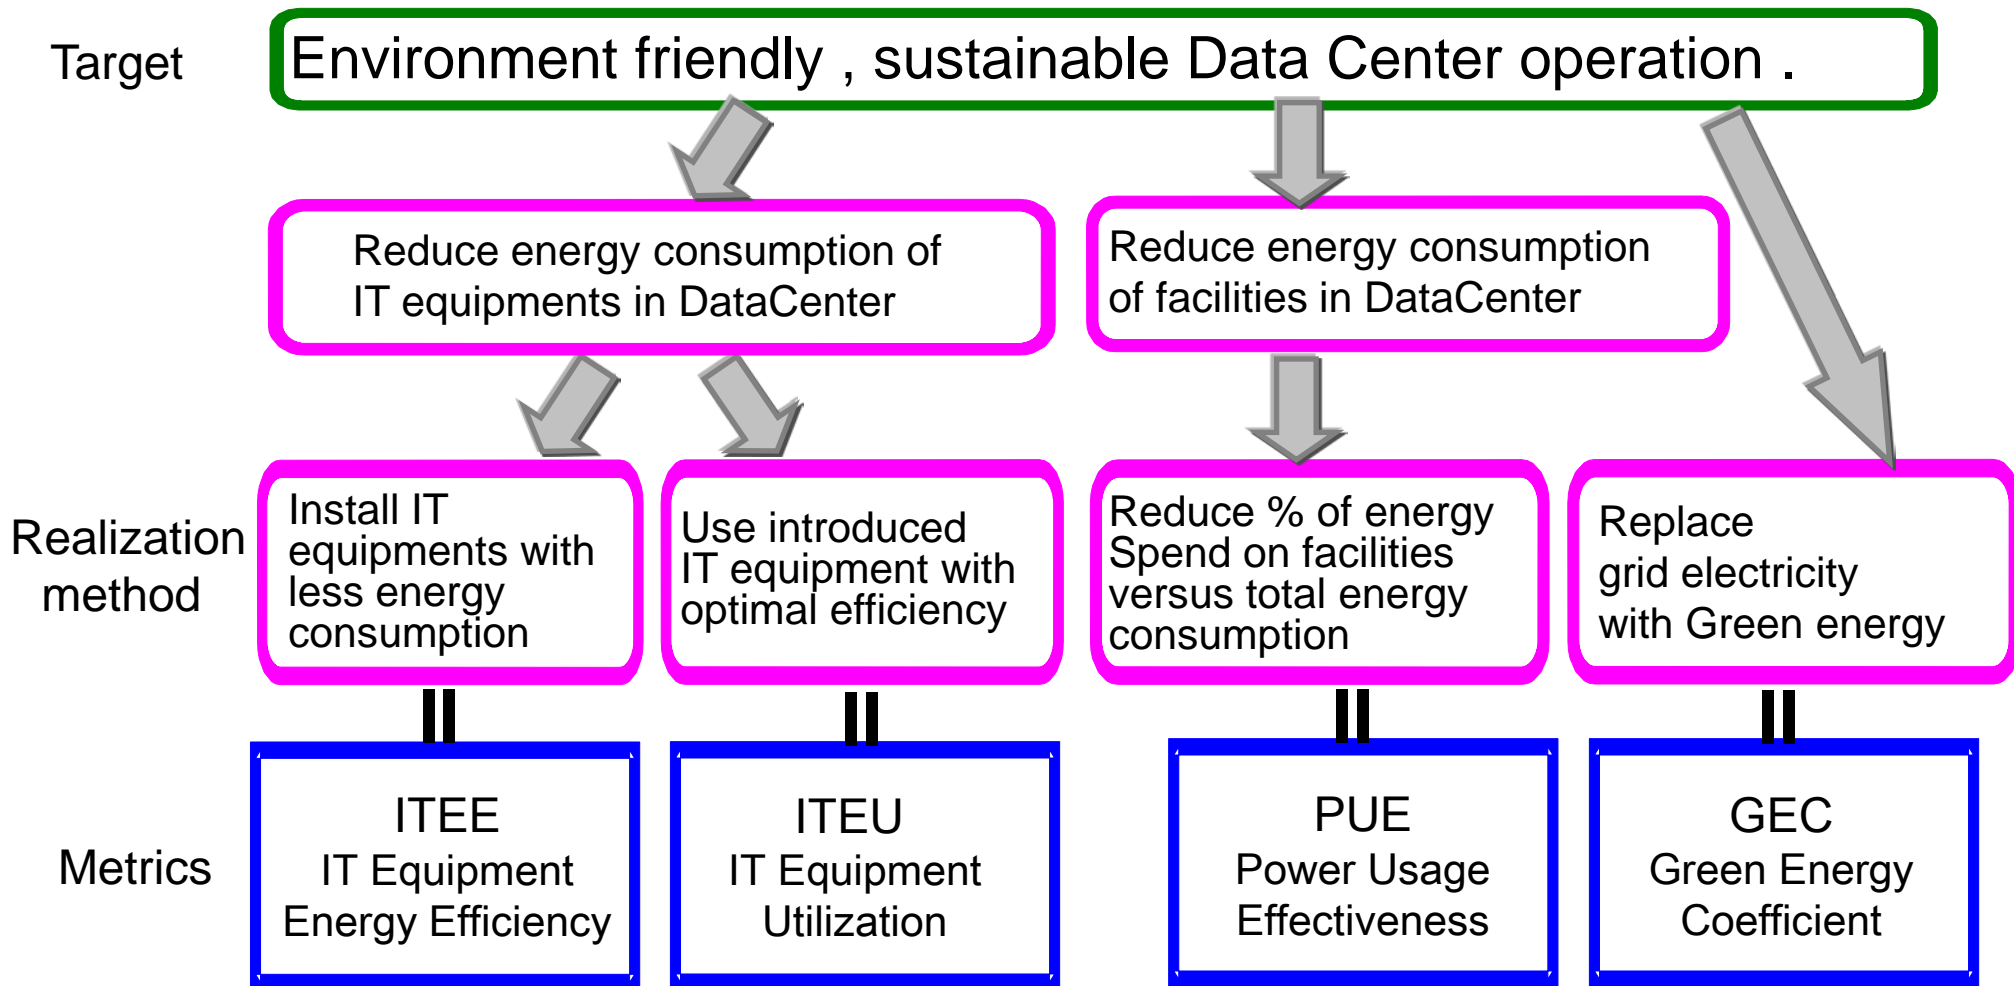 Target
Environment friendly , sustainable Data Center operation .
Reduce energy consumption of
IT equipments in DataCenter
Reduce energy consumption
of facilities in DataCenter
Realization
method
Install IT
equipments with
less energy
consumption
Use introduced
IT equipment with
optimal efficiency
Reduce % of energy
Spend on facilities
versus total energy
consumption
Replace
grid electricity
with Green energy
Metrics
ITEE
IT Equipment
Energy Efficiency
ITEU
IT Equipment
Utilization
PUE
Power Usage
Effectiveness
GEC
Green Energy
Coefficient